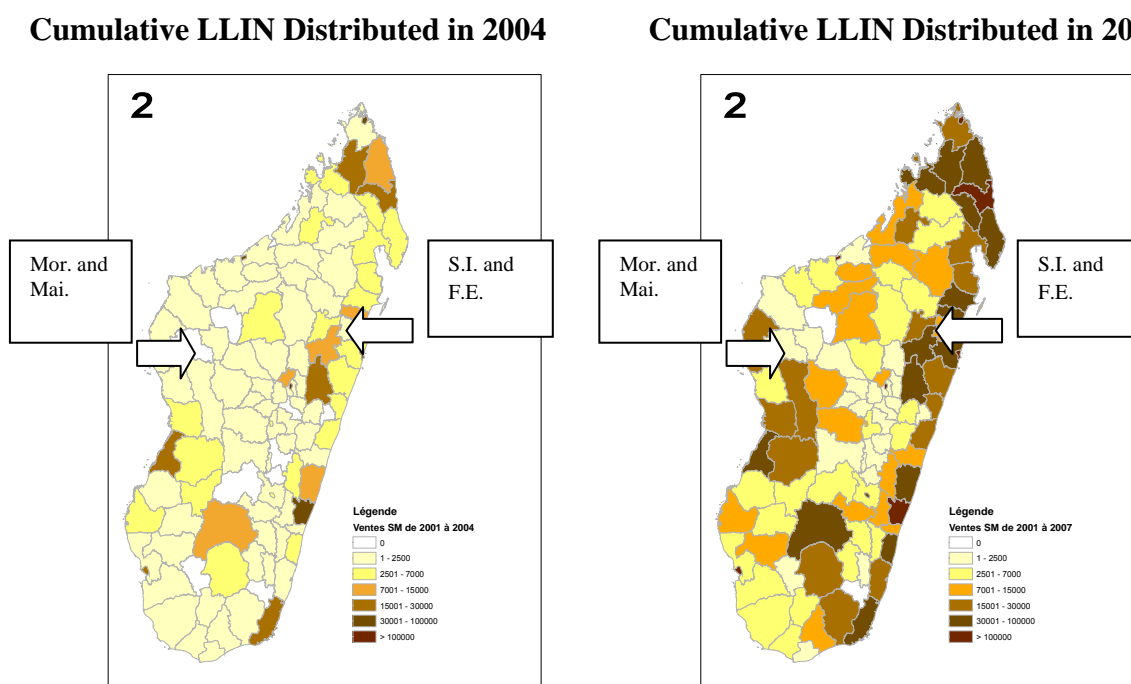 Cumulative LLIN Distributed in 2004
2
Mor. and
Mai.
S.I. and
F.E.
Légende
Ventes SM de 2001 à 2004
0
1 - 2500
2501 - 7000
7001 - 15000
15001 - 30000
30001 - 100000
> 100000
Cumulative LLIN Distributed in 20
2
Mor. and
Mai.
S.I. and
F.E.
Légende
Ventes SM de 2001 à 2007
0
1 - 2500
2501 - 7000
7001 - 15000
15001 - 30000
30001 - 100000
> 100000